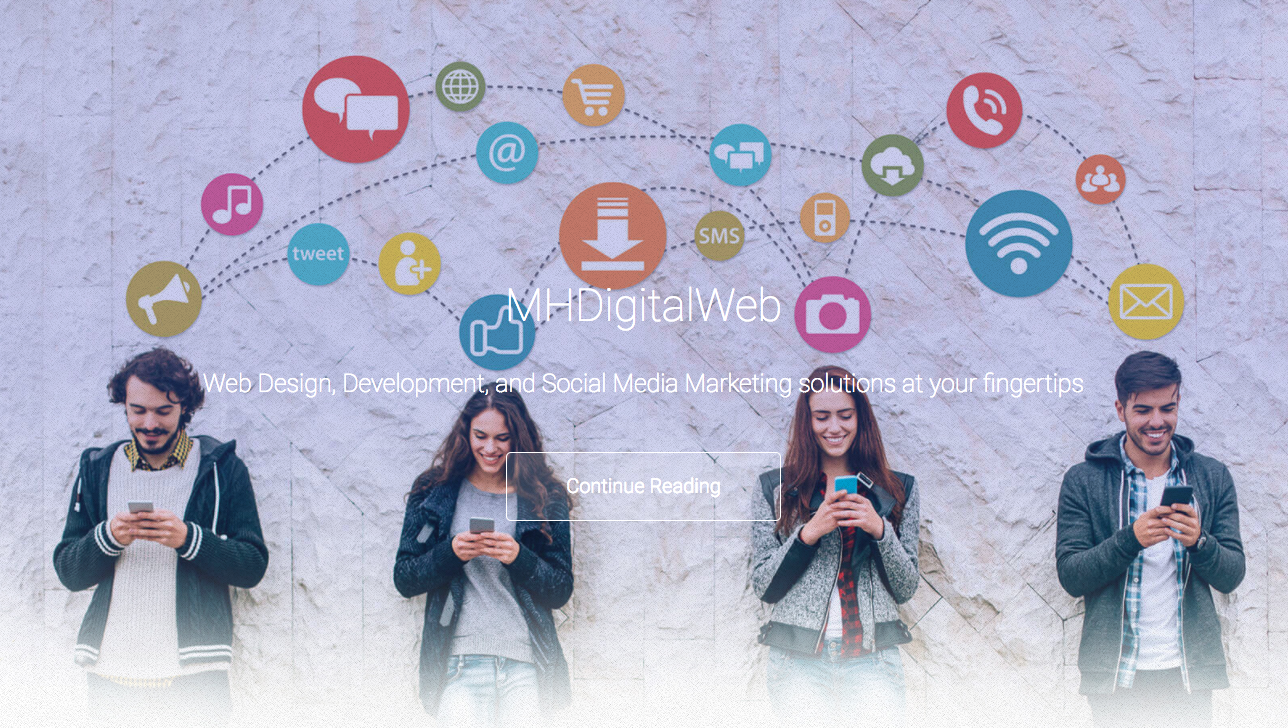 @
tweet
SMS
MHDigitalWeb
Web Design, Development, and Social Media Marketing solutions at your fingertips
Continue Reading